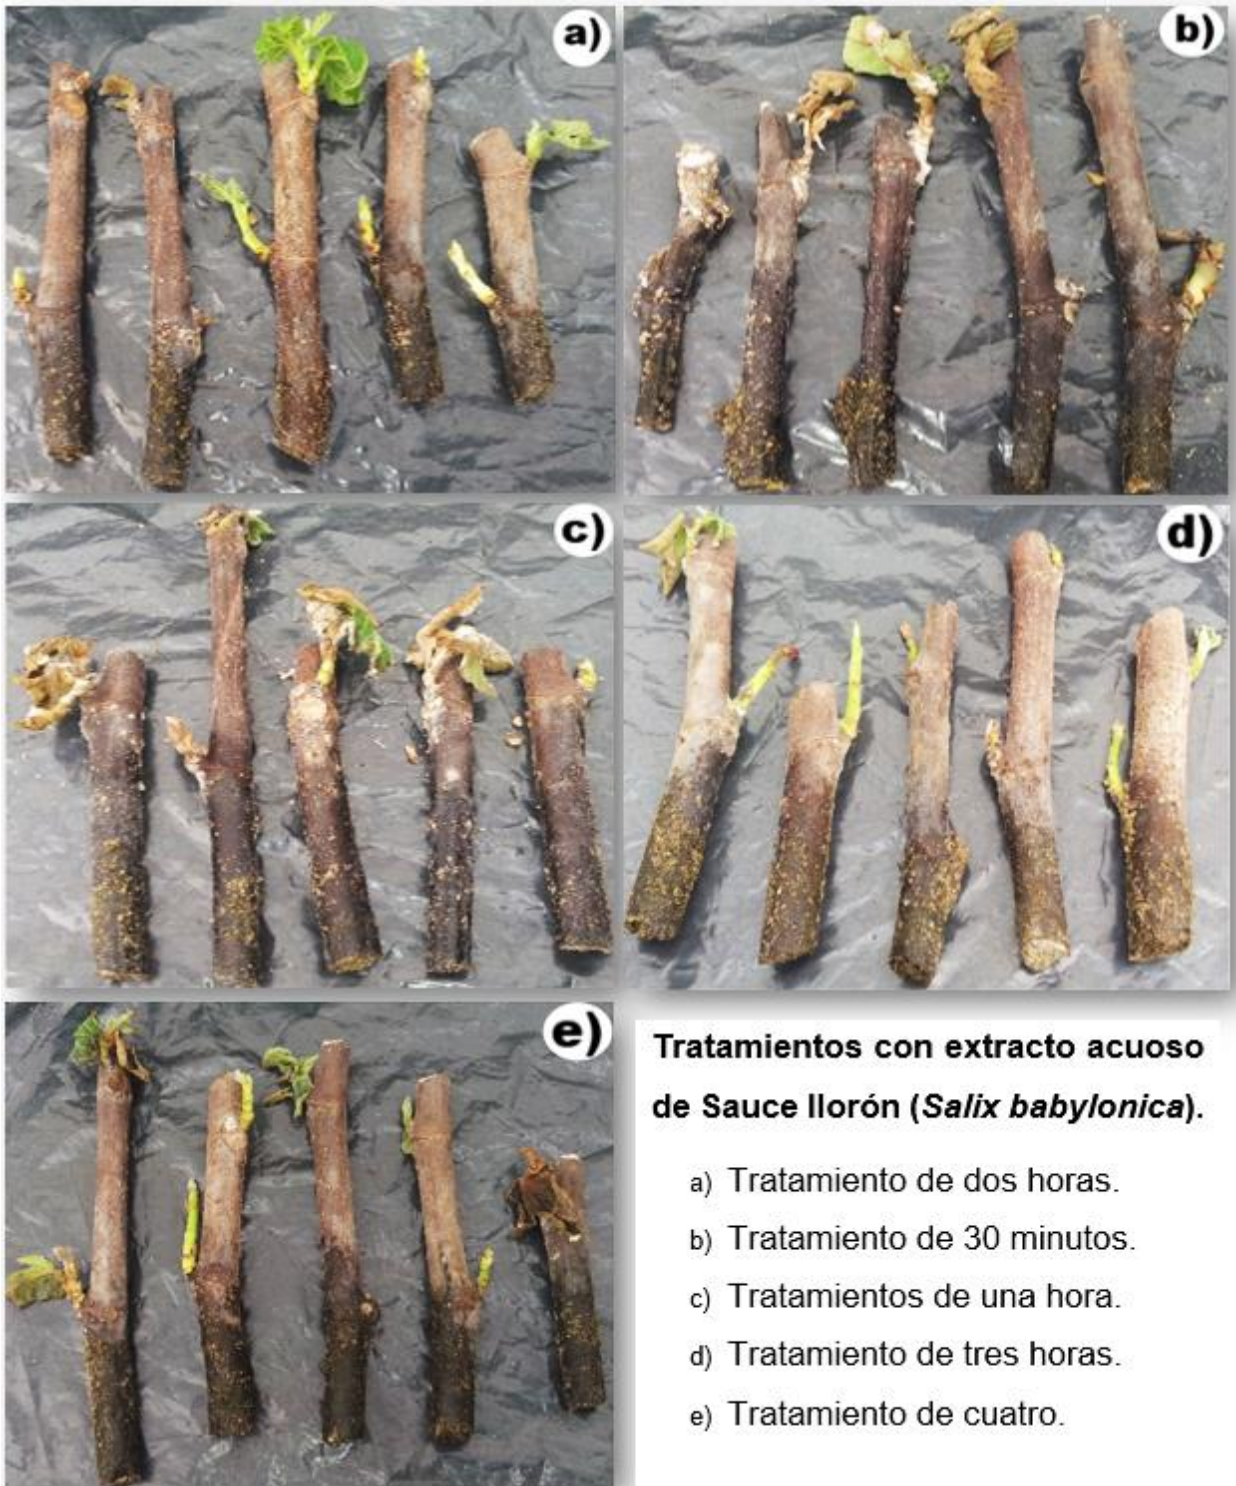 a)
b)
c)
d)
e)
Tratamientos con extracto acuoso
de Sauce llorón (Salix babylonica).
a) Tratamiento de dos horas.
b) Tratamiento de 30 minutos.
c) Tratamientos de una hora.
d) Tratamiento de tres horas.
e) Tratamiento de cuatro.